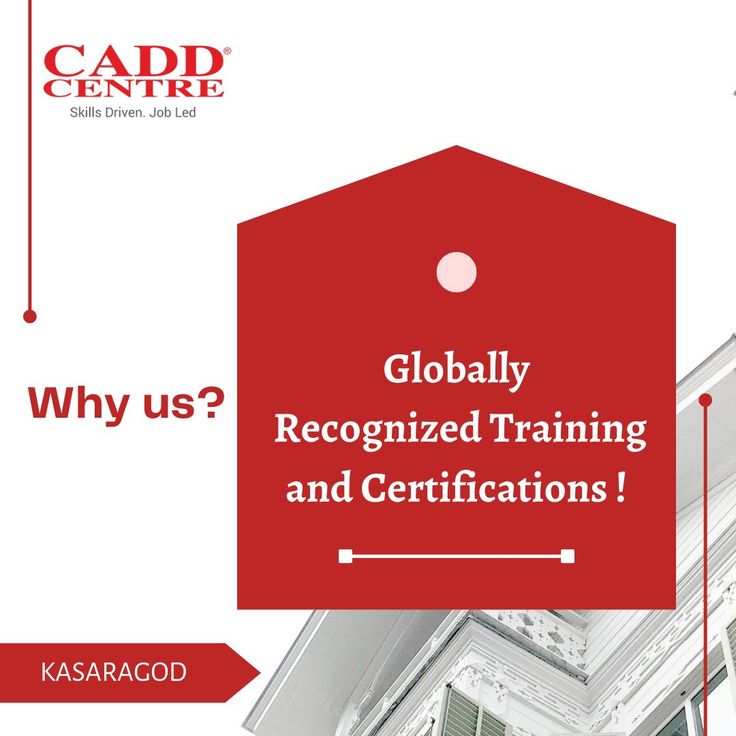 CADD®
CENTRE
Skills Driven. Job Led
Why us?
Globally
Recognized Training
and Certifications !
KASARAGOD